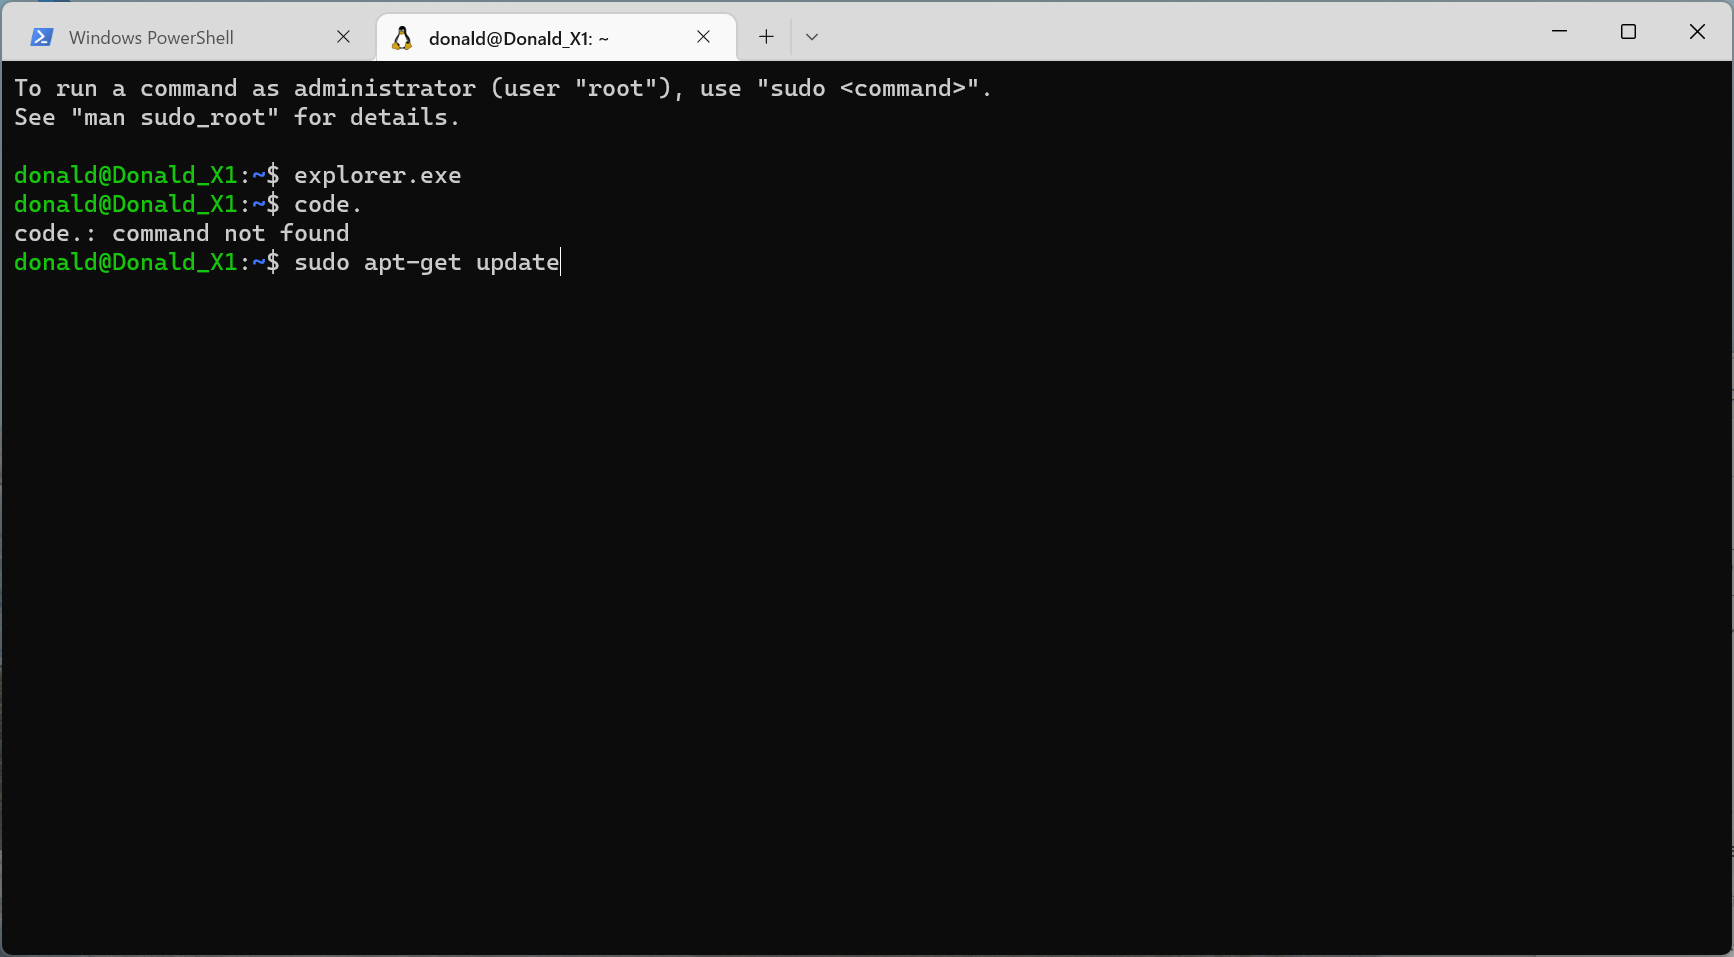 Windows PowerShell
donald@Donald_X1: ~
To run a command as administrator (user "root"), use "sudo <command>".
See "man sudo_root" for details.
donald@Donald_X1:~$ explorer.exe
donald@Donald_X1:~$ code.
code.: command not found
donald@Donald_X1:~$ sudo apt-get update